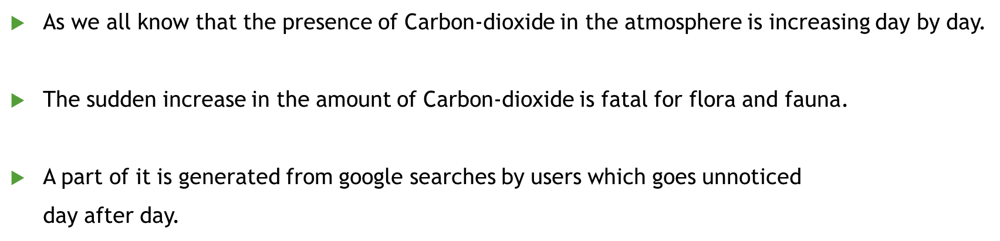 As we all know that the presence of Carbon-dioxide in the atmosphere is increasing day by day.
The sudden increase in the amount of Carbon-dioxide is fatal for flora and fauna.
A part of it is generated from google searches by users which goes unnoticed
day after day.